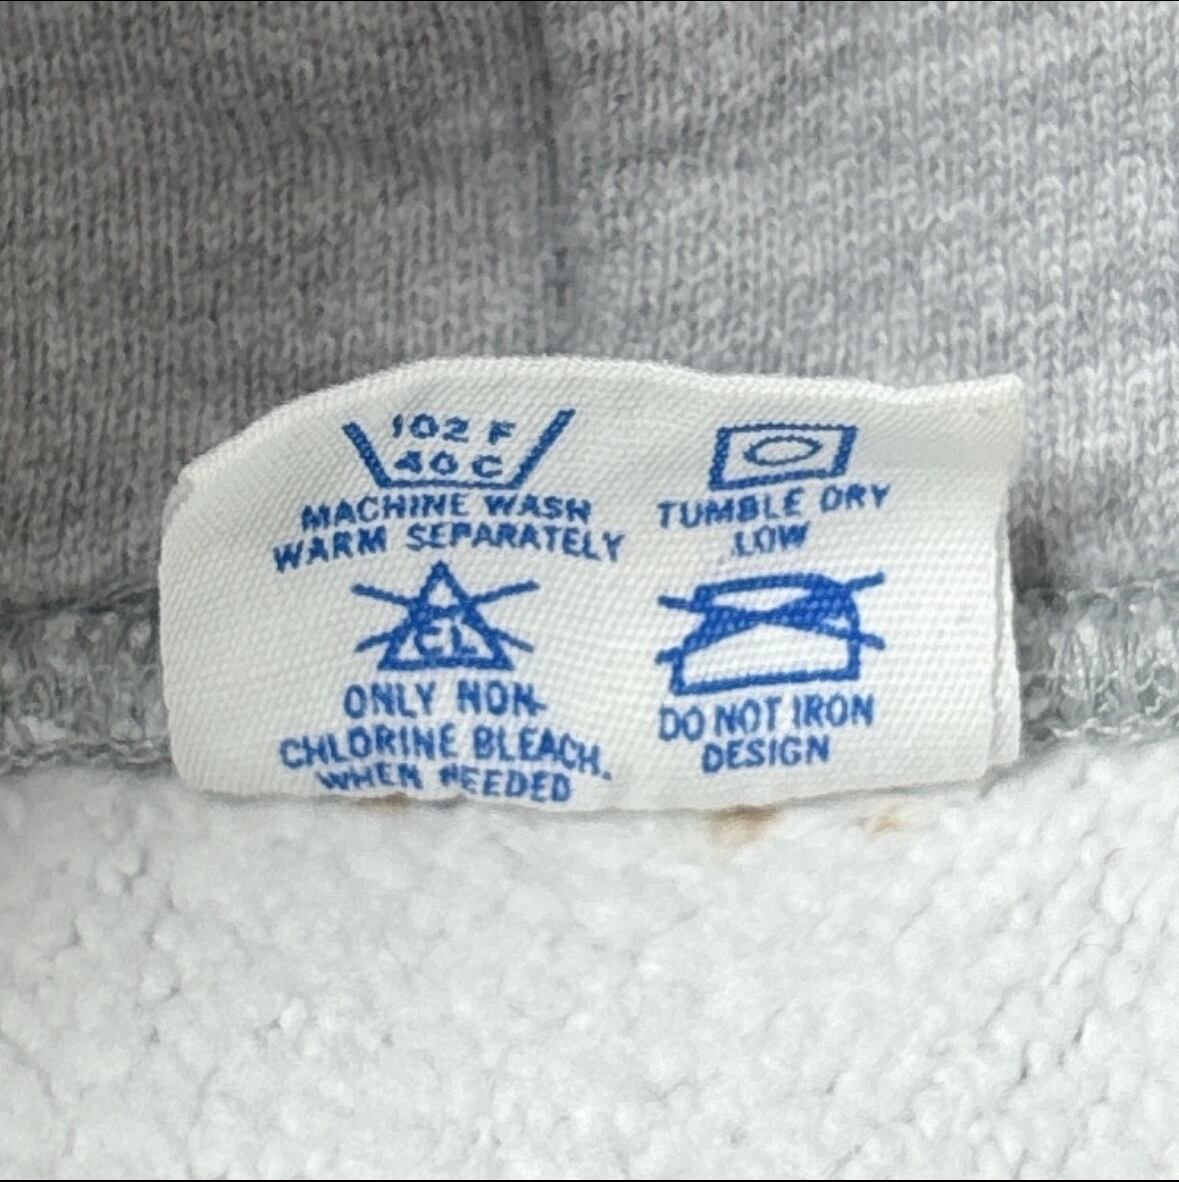 102 F
40 C
MACHINE WASH
WARM SEPARATELY
TUMBLE DRY
LOW
CL
ONLY NON-
CHLORINE BLEACH.
WHEN NEEDED
DO NOT IRON
DESIGN